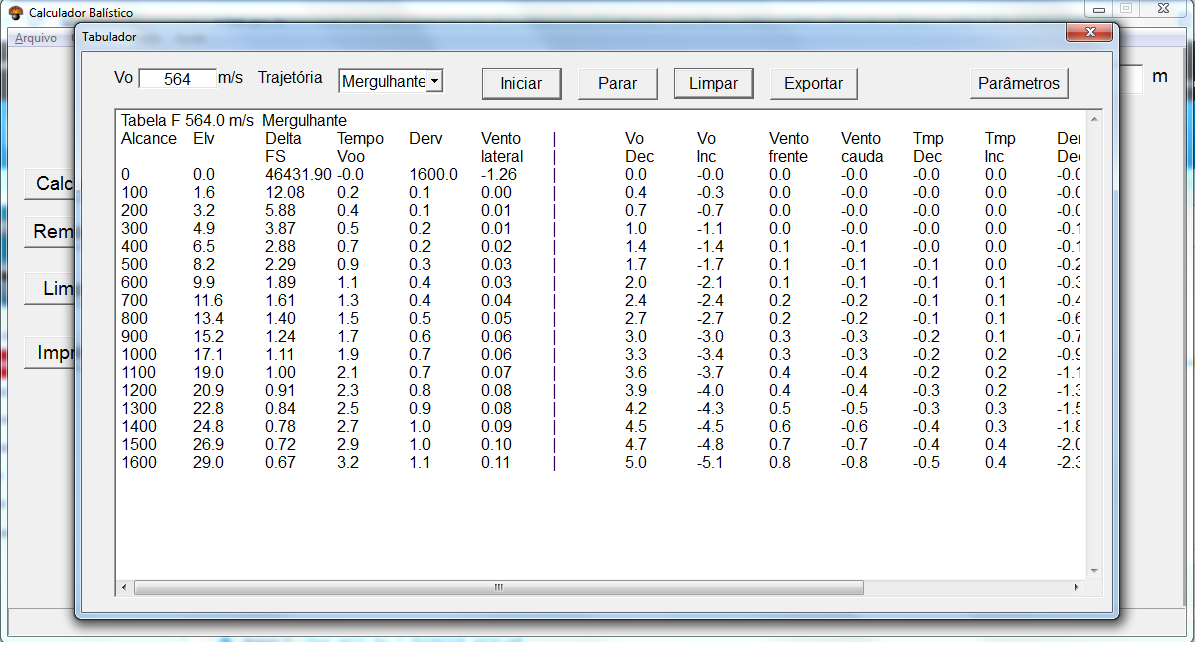 Calculador Balístico
Arquivo
Tabulador
Vo 564 m/s Trajetória Mergulhante Iniciar Parar Limpar Exportar Parâmetros m
Tabela F 564.0 m/s Mergulhante
Alcance Elv Delta Tempo Derv Vento | Vo Vo Vento Vento Tmp Tmp
FS Voo lateral | Dec Inc frente cauda Dec Inc
0 0.0 46431.90 -0.0 1600.0 -1.26 | 0.0 -0.0 0.0 -0.0 -0.0 0.0 -0.0
100 1.6 12.08 0.2 0.1 0.00 | 0.4 -0.3 0.0 -0.0 -0.0 0.0 -0.0
200 3.2 5.88 0.4 0.1 0.01 | 0.7 -0.7 0.0 -0.0 -0.0 0.0 -0.0
300 4.9 3.87 0.5 0.2 0.01 | 1.0 -1.1 0.0 -0.0 -0.0 0.0 -0.1
400 6.5 2.88 0.7 0.2 0.02 | 1.4 -1.4 0.1 -0.1 -0.0 0.0 -0.1
500 8.2 2.29 0.9 0.3 0.03 | 1.7 -1.7 0.1 -0.1 -0.1 0.0 -0.2
600 9.9 1.89 1.1 0.4 0.03 | 2.0 -2.1 0.1 -0.1 -0.1 0.1 -0.3
700 11.6 1.61 1.3 0.4 0.04 | 2.4 -2.4 0.2 -0.2 -0.1 0.1 -0.4
800 13.4 1.40 1.5 0.5 0.05 | 2.7 -2.7 0.2 -0.2 -0.1 0.1 -0.6
900 15.2 1.24 1.7 0.6 0.06 | 3.0 -3.0 0.3 -0.3 -0.2 0.1 -0.7
1000 17.1 1.11 1.9 0.7 0.06 | 3.3 -3.4 0.3 -0.3 -0.2 0.2 -0.9
1100 19.0 1.00 2.1 0.7 0.07 | 3.6 -3.7 0.4 -0.4 -0.2 0.2 -1.1
1200 20.9 0.91 2.3 0.8 0.08 | 3.9 -4.0 0.4 -0.4 -0.3 0.2 -1.3
1300 22.8 0.84 2.5 0.9 0.08 | 4.2 -4.3 0.5 -0.5 -0.3 0.3 -1.5
1400 24.8 0.78 2.7 1.0 0.09 | 4.5 -4.5 0.6 -0.6 -0.4 0.3 -1.8
1500 26.9 0.72 2.9 1.0 0.10 | 4.7 -4.8 0.7 -0.7 -0.4 0.4 -2.0
1600 29.0 0.67 3.2 1.1 0.11 | 5.0 -5.1 0.8 -0.8 -0.5 0.4 -2.3
Calc
Rem
Lim
Impr